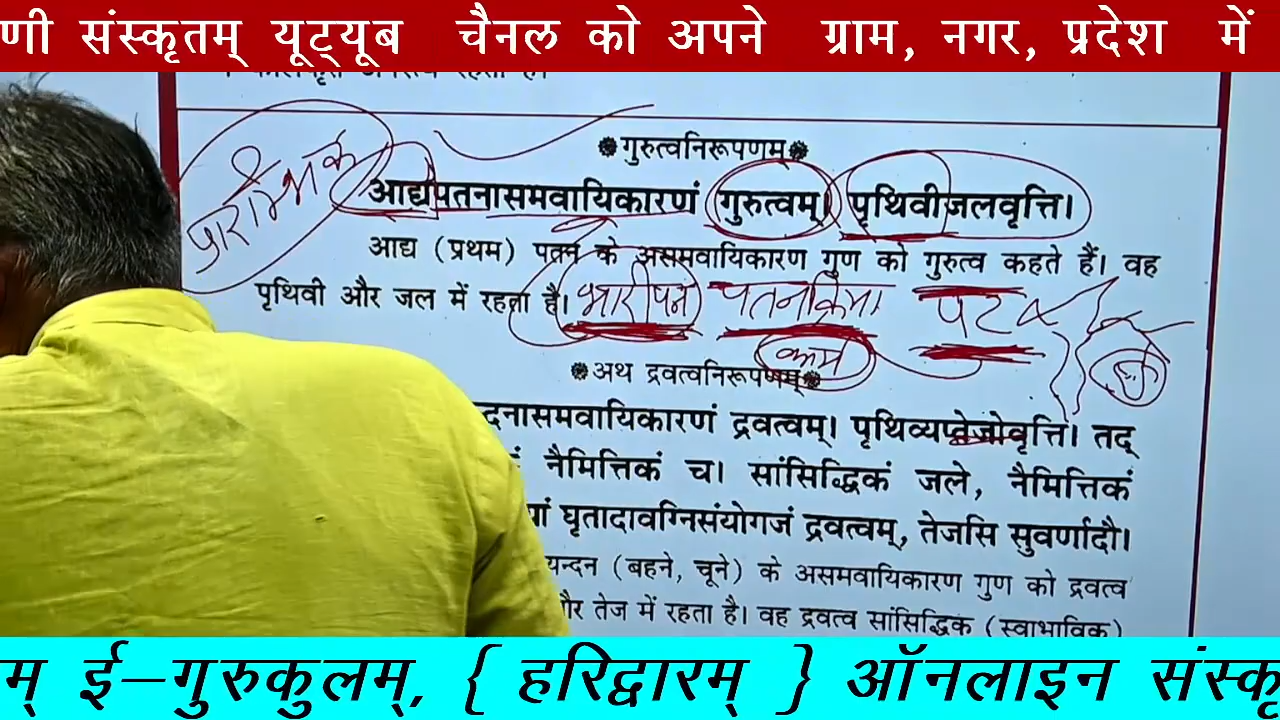 णी संस्कृतम् यूट्यूब चैनल को अपने ग्राम, नगर, प्रदेश में
गुरुत्वनिरूपणम्
प्रारम्भिक
आद्यपतनासमवायिकारणं गुरुत्वम्। पृथिवीजलवृत्ति।
आद्य (प्रथम) पतन के असमवायिकारण गुण को गुरुत्व कहते हैं। वह
पृथिवी और जल में रहता है।
भारीपन पतनक्रिया
अथ द्रवत्वनिरूपणम्
दनासमवायिकारणं द्रवत्वम्। पृथिव्यप्तेजोवृत्ति। तद्
नैमित्तिकं च। सांसिद्धिकं जले, नैमित्तिकं
घृतादावग्निसंयोगजं द्रवत्वम्, तेजसि सुवर्णादौ।
यन्दन (बहने, चूने) के असमवायिकारण गुण को द्रवत्व
और तेज में रहता है। वह द्रवत्व सांसिद्धिक (स्वाभाविक)
म् ई-गुरुकुलम्, { हरिद्वारम् } ऑनलाइन संस्कृ